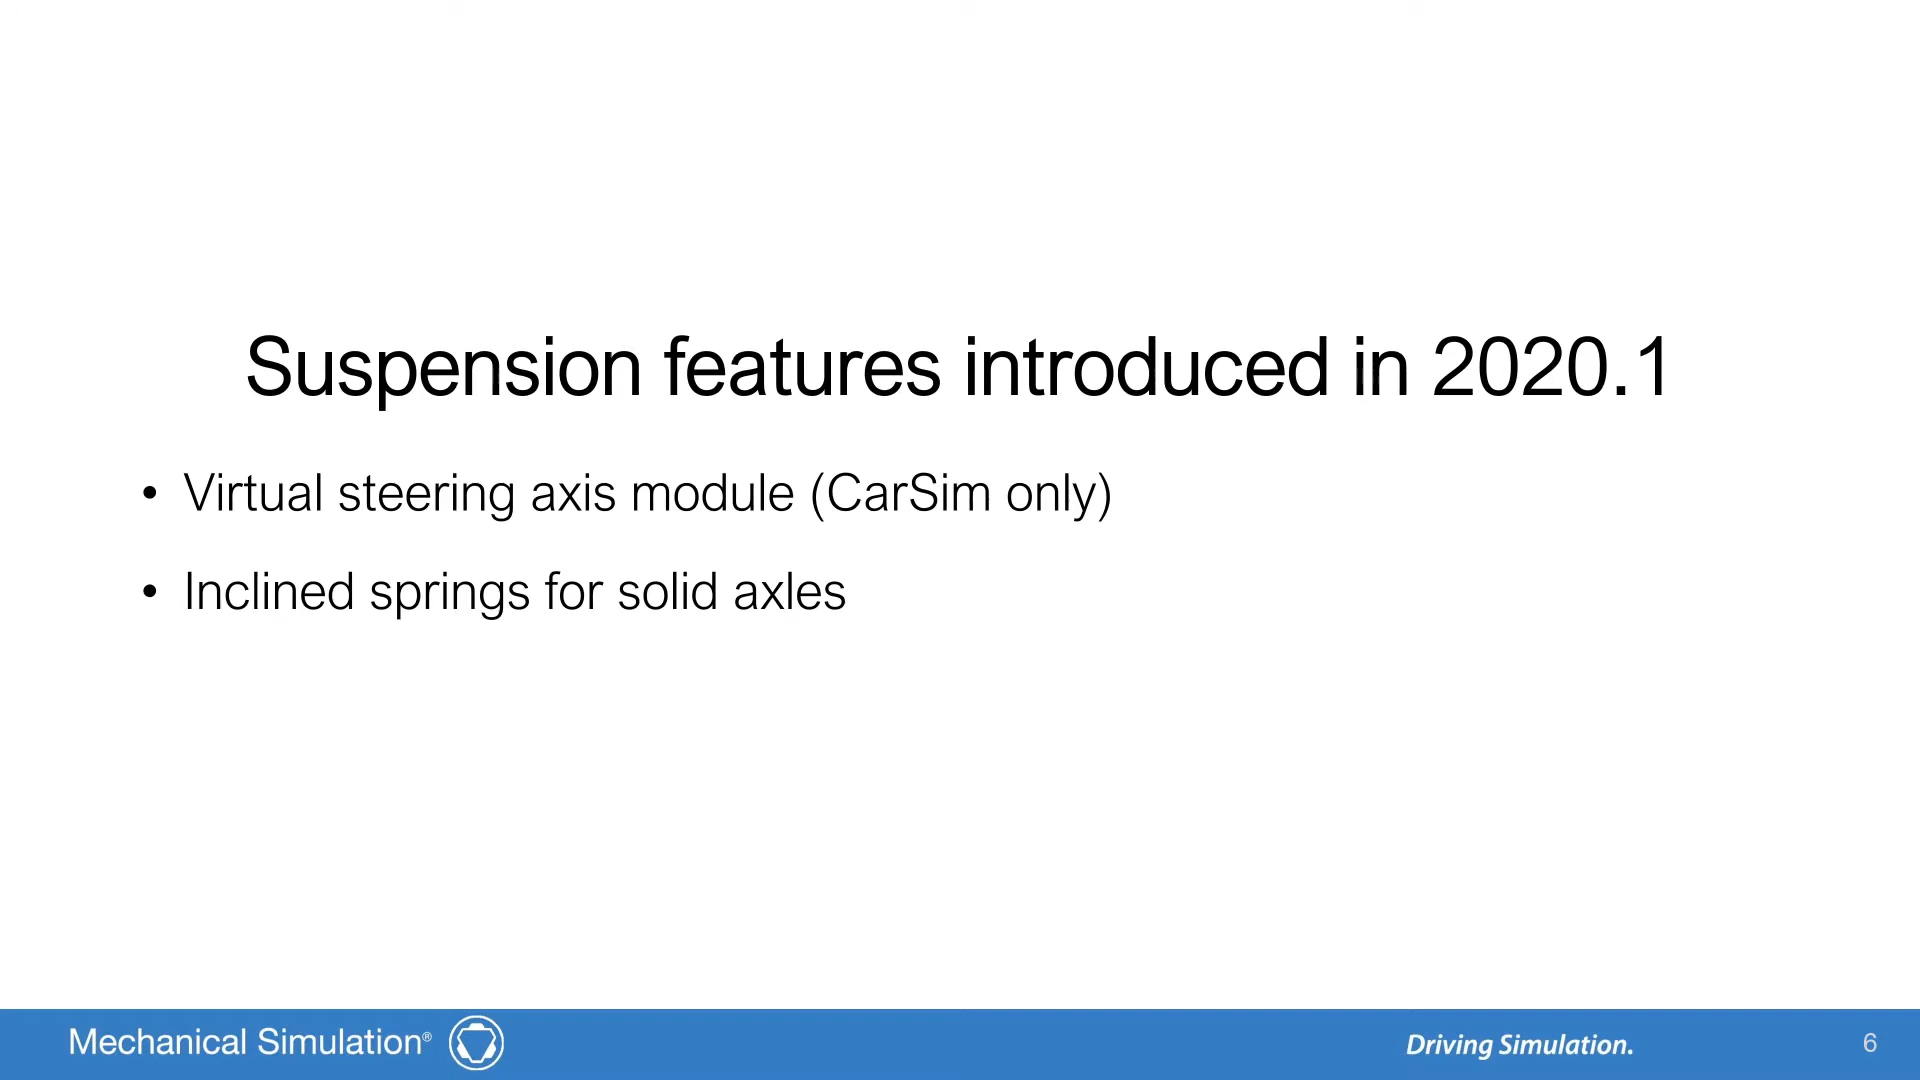 Suspension features introduced in 2020.1
• Virtual steering axis module (CarSim only)
• Inclined springs for solid axles
Mechanical Simulation®
Driving Simulation.
6